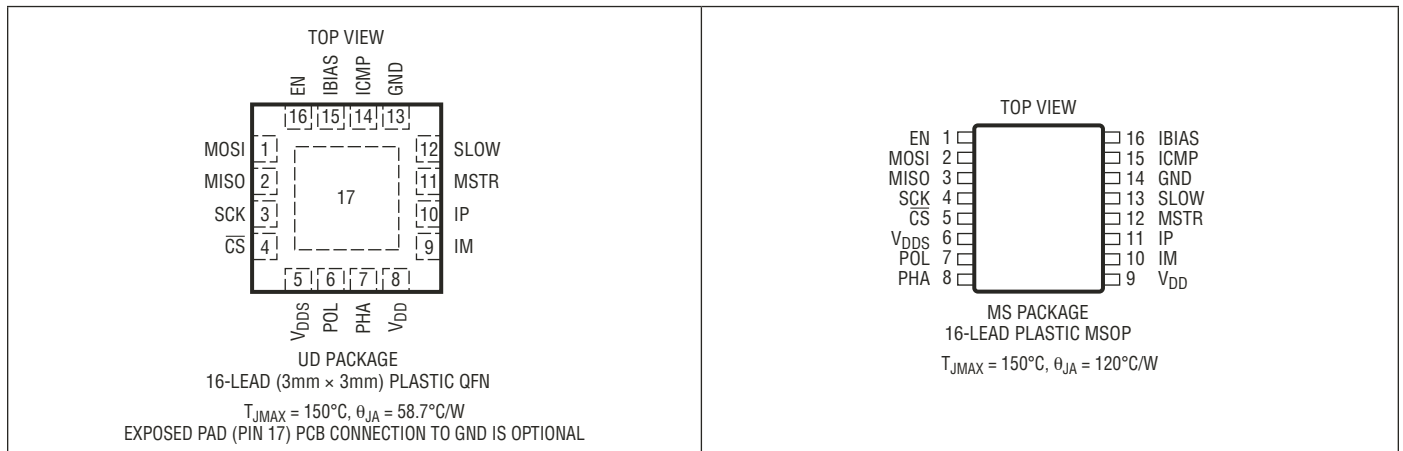 TOP VIEW
EN
IBIAS
ICMP
GND
16 15 14 13
MOSI 1
MISO 2
SCK 3
CS 4
12 SLOW
11 MSTR
10 IP
9 IM
17
5 6 7 8
VDDS
POL
PHA
VDD
UD PACKAGE
16-LEAD (3mm × 3mm) PLASTIC QFN
TJMAX = 150°C, θJA = 58.7°C/W
EXPOSED PAD (PIN 17) PCB CONNECTION TO GND IS OPTIONAL
TOP VIEW
EN 1
MOSI 2
MISO 3
SCK 4
CS 5
VDDS 6
POL 7
PHA 8
16 IBIAS
15 ICMP
14 GND
13 SLOW
12 MSTR
11 IP
10 IM
9 VDD
MS PACKAGE
16-LEAD PLASTIC MSOP
TJMAX = 150°C, θJA = 120°C/W